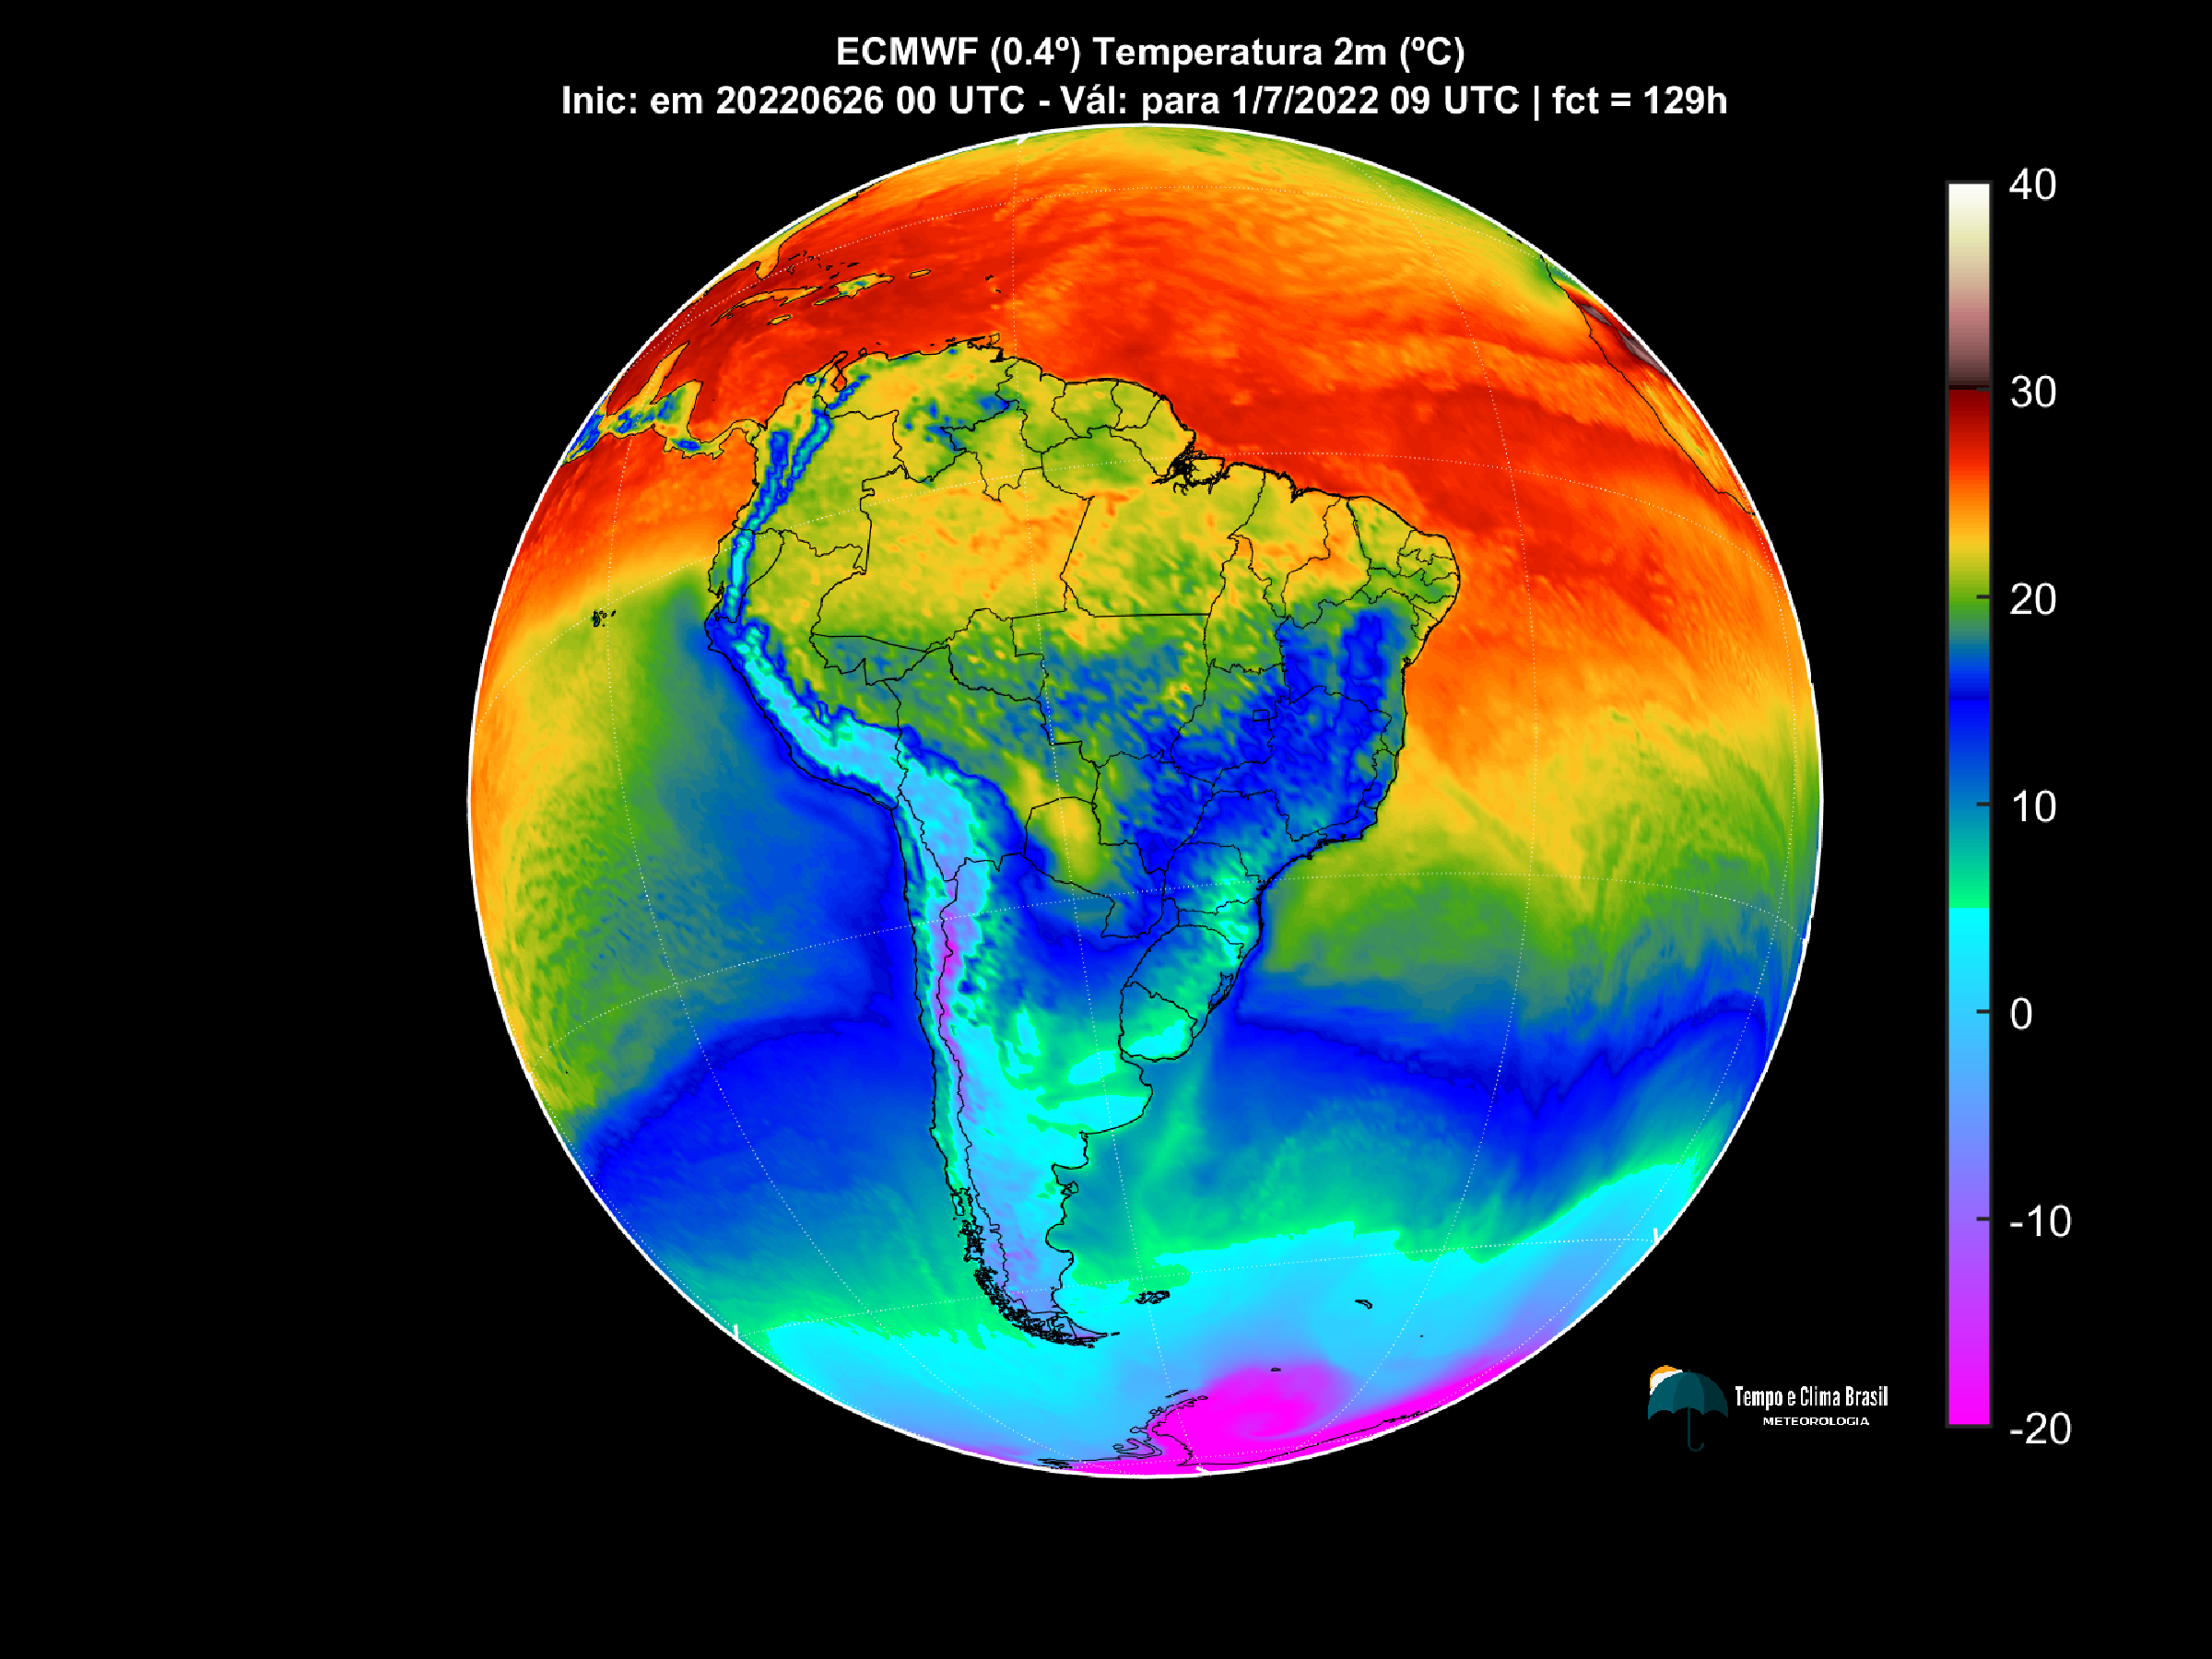 ECMWF (0.4º) Temperatura 2m (ºC)
Inic: em 20220626 00 UTC - Vál: para 1/7/2022 09 UTC | fct = 129h
40
30
20
10
0
-10
-20
Tempo e Clima Brasil
METEOROLOGIA